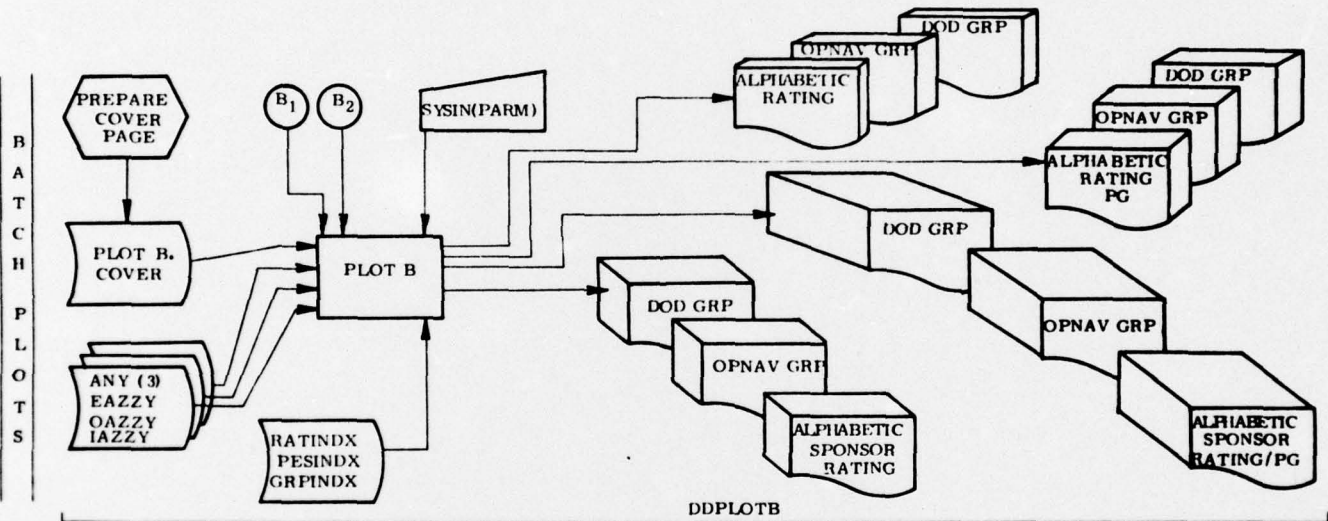 BATCH PLOTS
PREPARE
COVER
PAGE
B1
B2
SYSIN(PARM)
PLOT B.
COVER
PLOT B
ANY (3)
EAZZY
OAZZY
IAZZY
RATINDX
PESINDX
GRPINDX
DOD GRP
OPNAV GRP
ALPHABETIC
RATING
DOD GRP
OPNAV GRP
ALPHABETIC
RATING
PG
DOD GRP
OPNAV GRP
ALPHABETIC
SPONSOR
RATING/PG
DOD GRP
OPNAV GRP
ALPHABETIC
SPONSOR
RATING
DDPLOTB